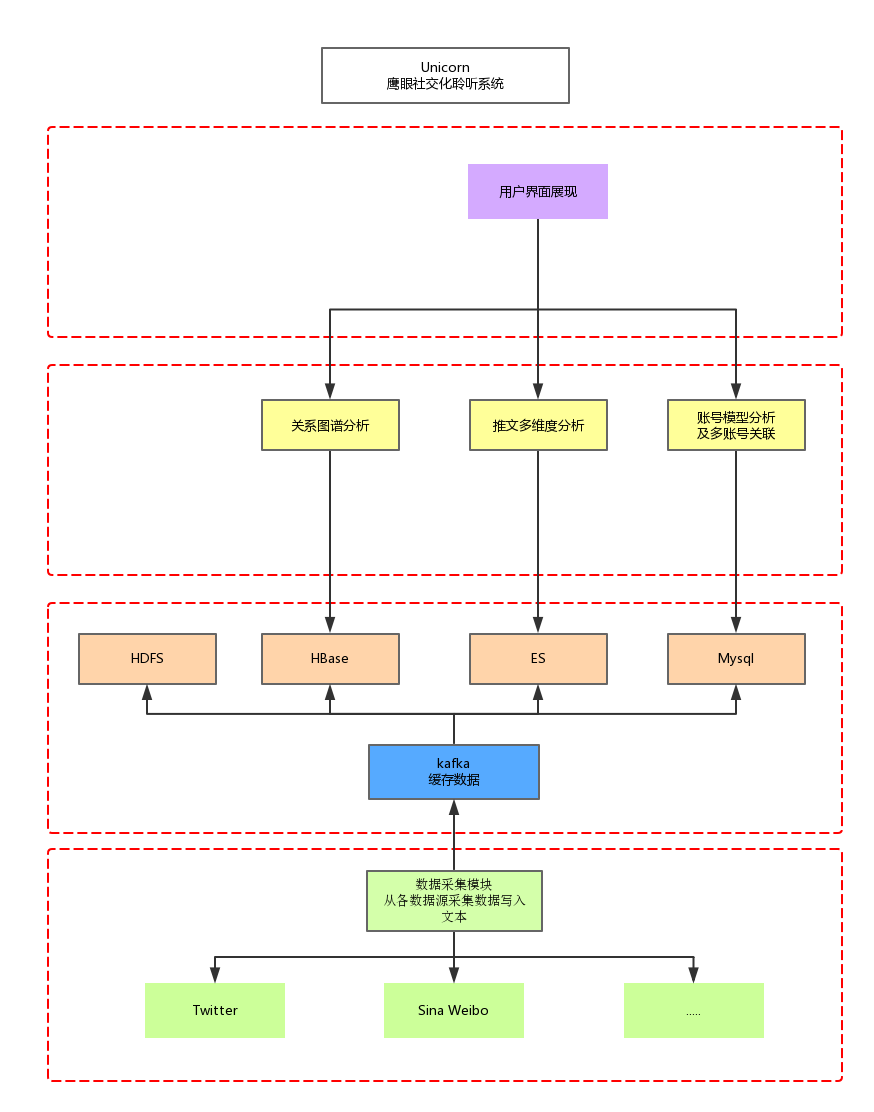 Unicorn
鹰眼社交化聆听系统
用户界面展现
关系图谱分析
推文多维度分析
账号模型分析
及多账号关联
HDFS
HBase
ES
Mysql
kafka
缓存数据
数据采集模块
从各数据源采集数据写入
文本
Twitter
Sina Weibo
.....